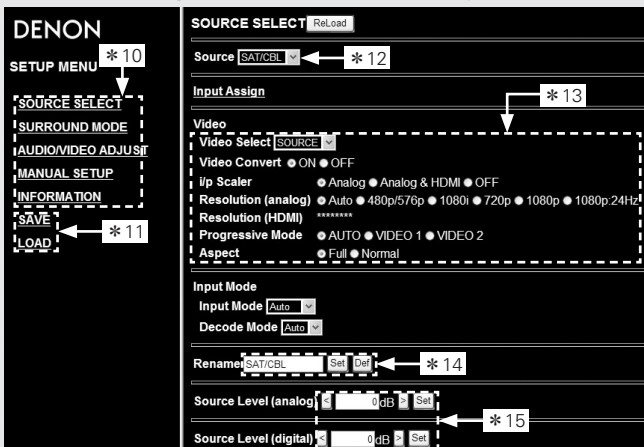 DENON
SETUP MENU
*10
SOURCE SELECT
SURROUND MODE
AUDIO/VIDEO ADJUST
MANUAL SETUP
INFORMATION
SAVE
LOAD
*11
SOURCE SELECT ReLoad
Source SAT/CBL *12
Input Assign
*13
Video
Video Select SOURCE
Video Convert ON OFF
i/p Scaler Analog Analog & HDMI OFF
Resolution (analog) Auto 480p/576p 1080i 720p 1080p 1080p:24Hz
Resolution (HDMI) ********
Progressive Mode AUTO VIDEO 1 VIDEO 2
Aspect Full Normal
Input Mode
Input Mode Auto
Decode Mode Auto
Rename SAT/CBL Set Def *14
Source Level (analog) < 0 dB > Set
*15
Source Level (digital) < 0 dB > Set